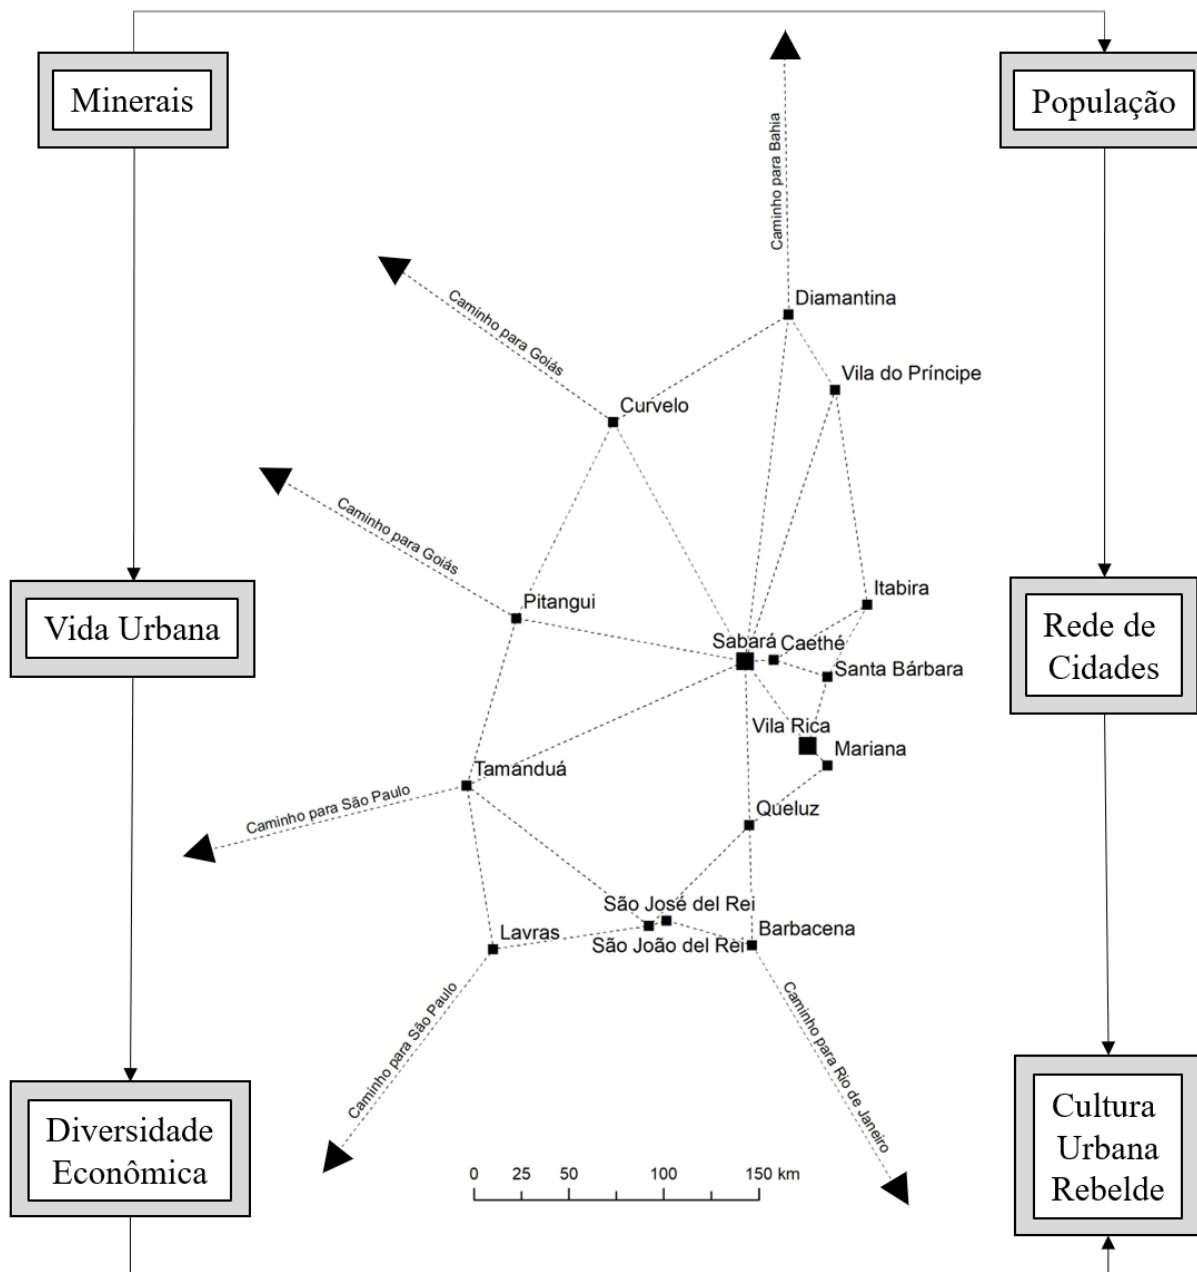 Minerais
População
Caminho para Bahia
Diamantina
Caminho para Goiás
Vila do Príncipe
Curvelo
Caminho para Goiás
Vida Urbana
Pitangui
Itabira
Rede de
Cidades
Sabará
Caethé
Santa Bárbara
Vila Rica
Mariana
Tamanduá
Caminho para São Paulo
Queluz
São José del Rei
Lavras
São João del Rei
Barbacena
Caminho para São Paulo
Caminho para Rio de Janeiro
Diversidade
Econômica
Cultura
Urbana
Rebelde
0 25 50 100 150 km